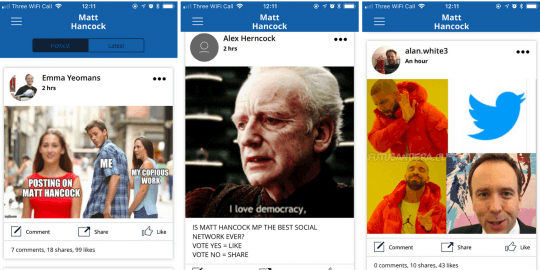 Three WiFi Call
12:11
Matt
Hancock
Hottest
Latest
Emma Yeomans
2 hrs
POSTING ON
MATT HANCOCK
ME
MY COPIOUS
WORK
Comment
Share
Like
7 comments, 18 shares, 99 likes
Three WiFi Call
12:11
Matt
Hancock
Alex Herncock
2 hrs
I love democracy,
IS MATT HANCOCK MP THE BEST SOCIAL
NETWORK EVER?
VOTE YES = LIKE
VOTE NO = SHARE
Three WiFi Call
12:11
Matt
Hancock
alan.white3
An hour
Comment
Share
Like
0 comments, 10 shares, 43 likes